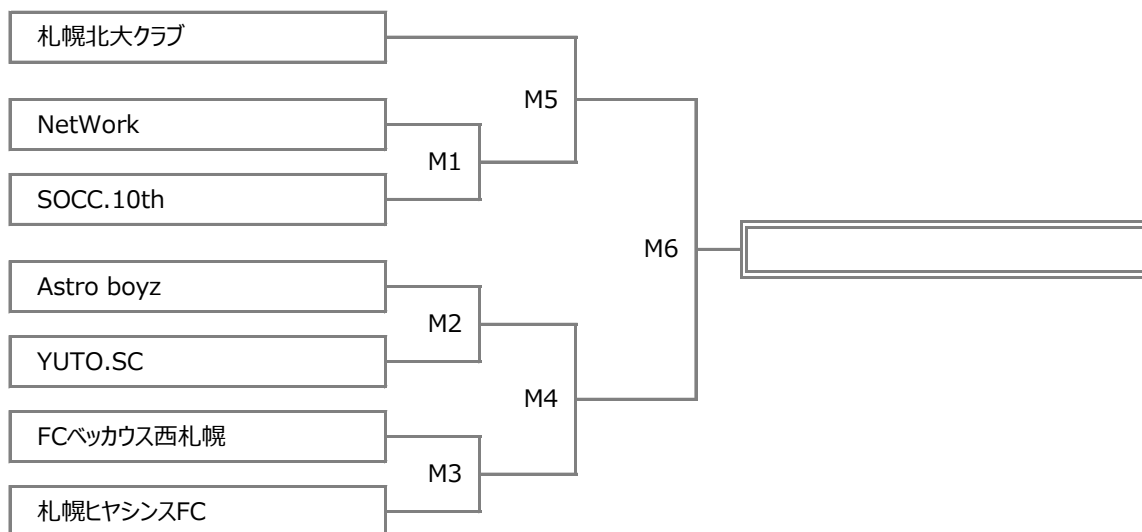 札幌北大クラブ
M5
NetWork
M1
SOCC.10th
M6
Astro boyz
M2
YUTO.SC
M4
FCベッカウス西札幌
M3
札幌ヒヤシンスFC